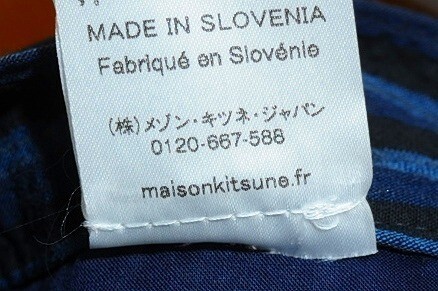 MADE IN SLOVENIA
Fabriqué en Slovénie
(株)メゾン・キツネ・ジャパン
0120-667-588
maisonkitsune.fr